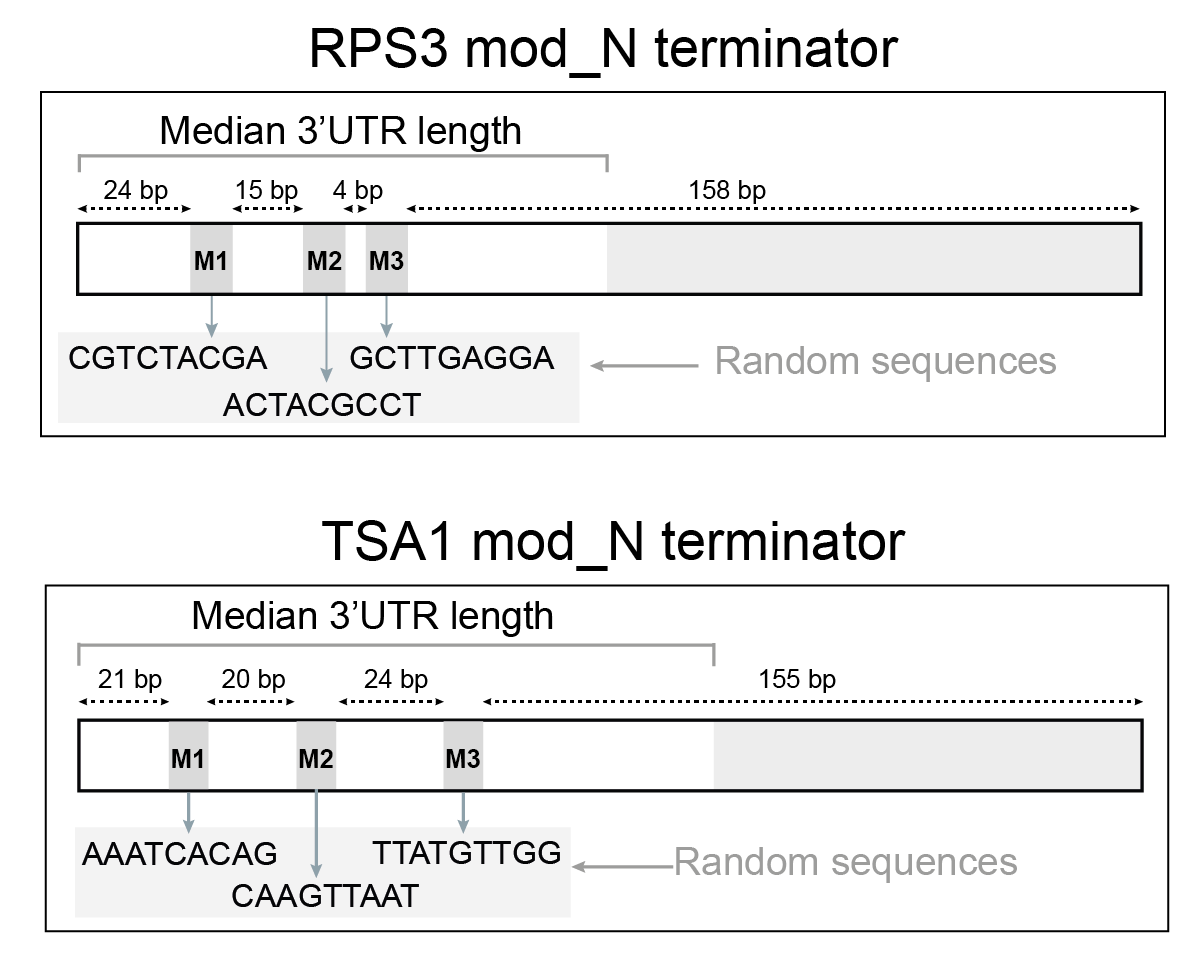 RPS3 mod_N terminator
Median 3’UTR length
24 bp 15 bp 4 bp 158 bp
M1 M2 M3
CGTCTACGA GCTTGAGGA Random sequences
ACTACGCCT
TSA1 mod_N terminator
Median 3’UTR length
21 bp 20 bp 24 bp 155 bp
M1 M2 M3
AAATCACAG TTATGTTGG Random sequences
CAAGTTAAT